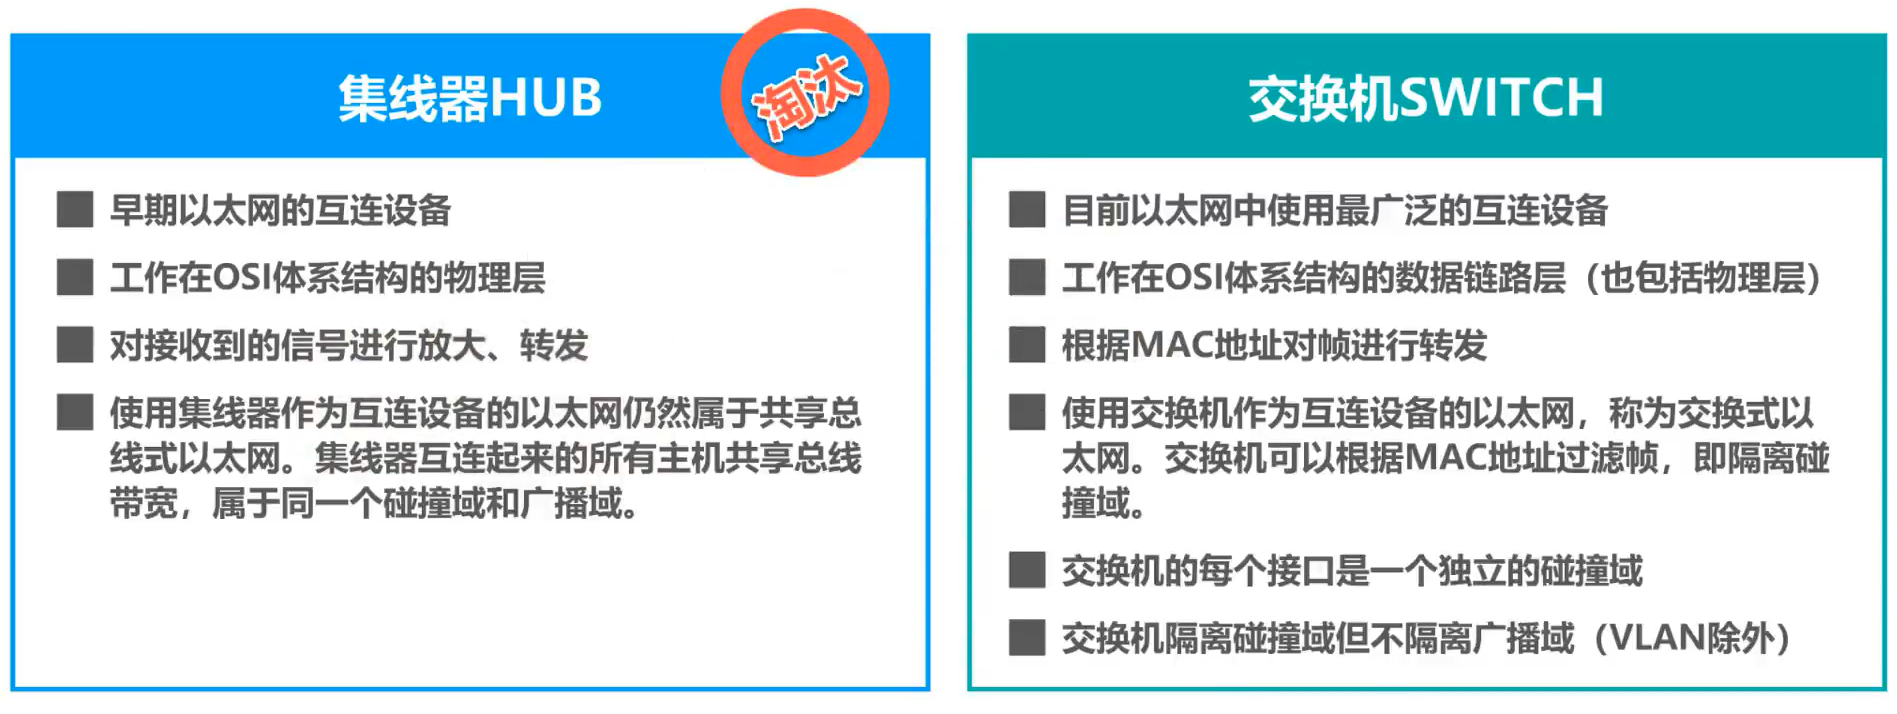 集线器HUB
淘汰
早期以太网的互连设备
工作在OSI体系结构的物理层
对接收到的信号进行放大、转发
使用集线器作为互连设备的以太网仍然属于共享总
线式以太网。集线器互连起来的所有主机共享总线
带宽，属于同一个碰撞域和广播域。
交换机SWITCH
目前以太网中使用最广泛的互连设备
工作在OSI体系结构的数据链路层（也包括物理层）
根据MAC地址对帧进行转发
使用交换机作为互连设备的以太网，称为交换式以
太网。交换机可以根据MAC地址过滤帧，即隔离碰
撞域。
交换机的每个接口是一个独立的碰撞域
交换机隔离碰撞域但不隔离广播域（VLAN除外）